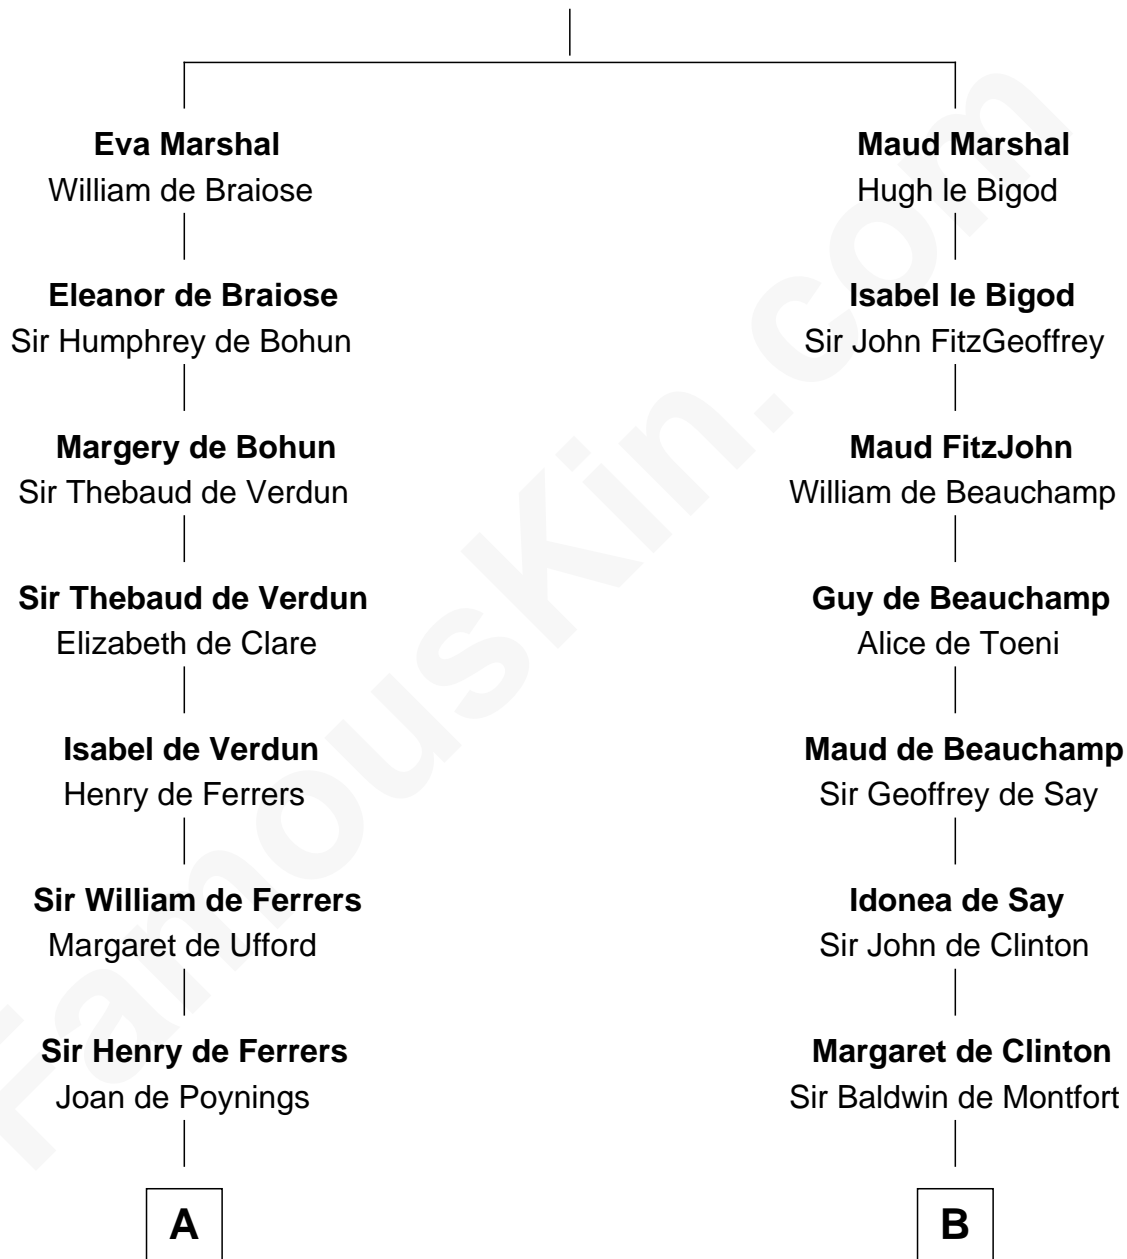 Eva Marshal
William de Braiose
Maud Marshal
Hugh le Bigod
Eleanor de Braiose
Sir Humphrey de Bohun
Isabel le Bigod
Sir John FitzGeoffrey
Margery de Bohun
Sir Thebaud de Verdun
Maud FitzJohn
William de Beauchamp
Sir Thebaud de Verdun
Elizabeth de Clare
Guy de Beauchamp
Alice de Toeni
Isabel de Verdun
Henry de Ferrers
Maud de Beauchamp
Sir Geoffrey de Say
Sir William de Ferrers
Margaret de Ufford
Idonea de Say
Sir John de Clinton
Sir Henry de Ferrers
Joan de Poynings
Margaret de Clinton
Sir Baldwin de Montfort
A
B
FamousKin.com